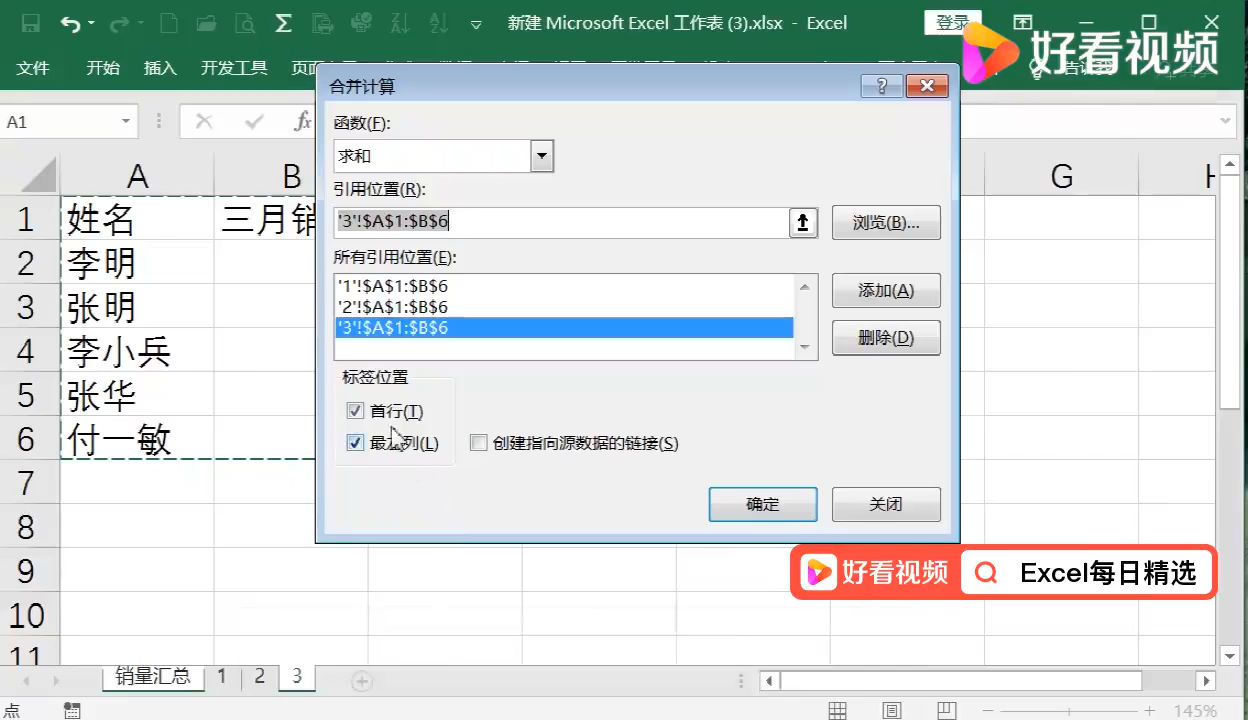 新建 Microsoft Excel 工作表 (3).xlsx - Excel
登录
好看视频
文件 开始 插入 开发工具
A1
fx
A B G H
1 姓名 三月销
2 李明
3 张明
4 李小兵
5 张华
6 付一敏
7
8
9
10
11
合并计算
函数(F):
求和
引用位置(R):
'3'!$A$1:$B$6
浏览(B)...
所有引用位置(E):
'1'!$A$1:$B$6
'2'!$A$1:$B$6
'3'!$A$1:$B$6
添加(A)
删除(D)
标签位置
首行(T)
最左列(L)
创建指向源数据的链接(S)
确定
关闭
好看视频 Excel每日精选
销量汇总 1 2 3
点
145%